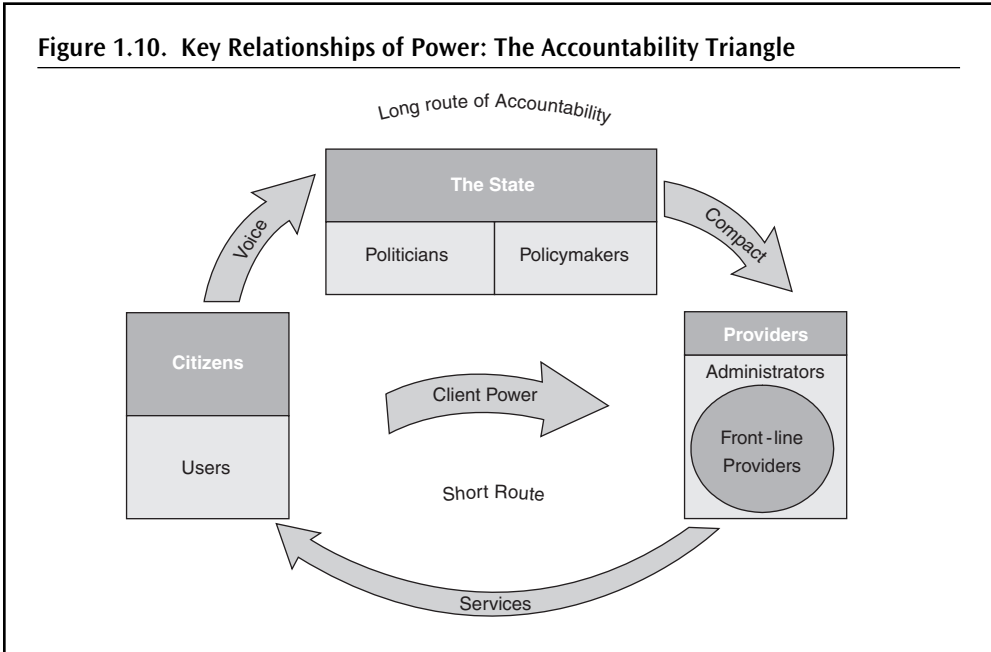 Figure 1.10. Key Relationships of Power: The Accountability Triangle
Long route of Accountability
The State
Politicians
Policymakers
Voice
Compact
Citizens
Users
Client Power
Short Route
Providers
Administrators
Front-line
Providers
Services